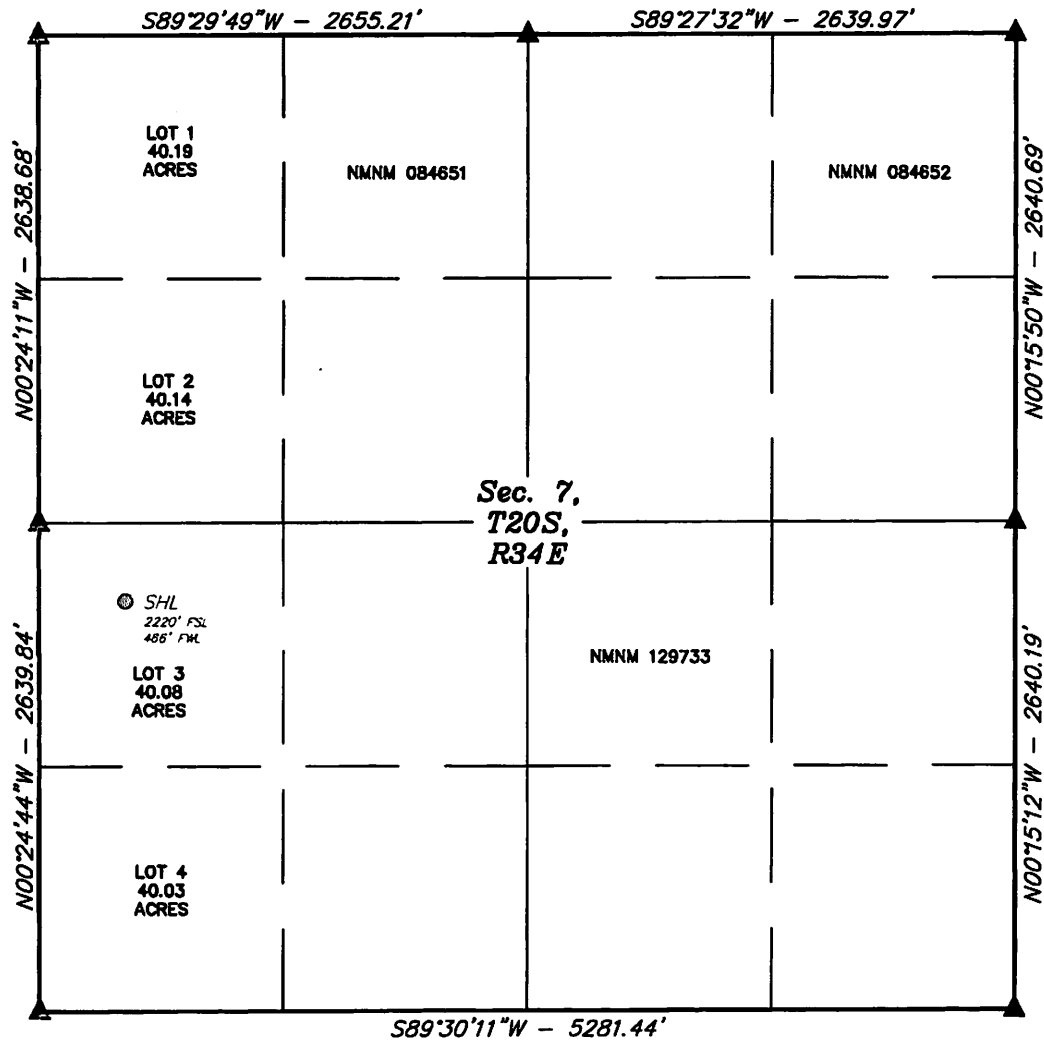 S89°29'49"W - 2655.21'
S89°27'32"W - 2639.97'
N00°24'11"W - 2638.68'
LOT 1
40.19
ACRES
NMNM 084651
NMNM 084652
N00°15'50"W - 2640.69'
LOT 2
40.14
ACRES
Sec. 7,
T20S,
R34E
SHL
2220' FSL
466' FWL
LOT 3
40.08
ACRES
NMNM 129733
N00°24'44"W - 2639.84'
N00°15'12"W - 2640.19'
LOT 4
40.03
ACRES
S89°30'11"W - 5281.44'